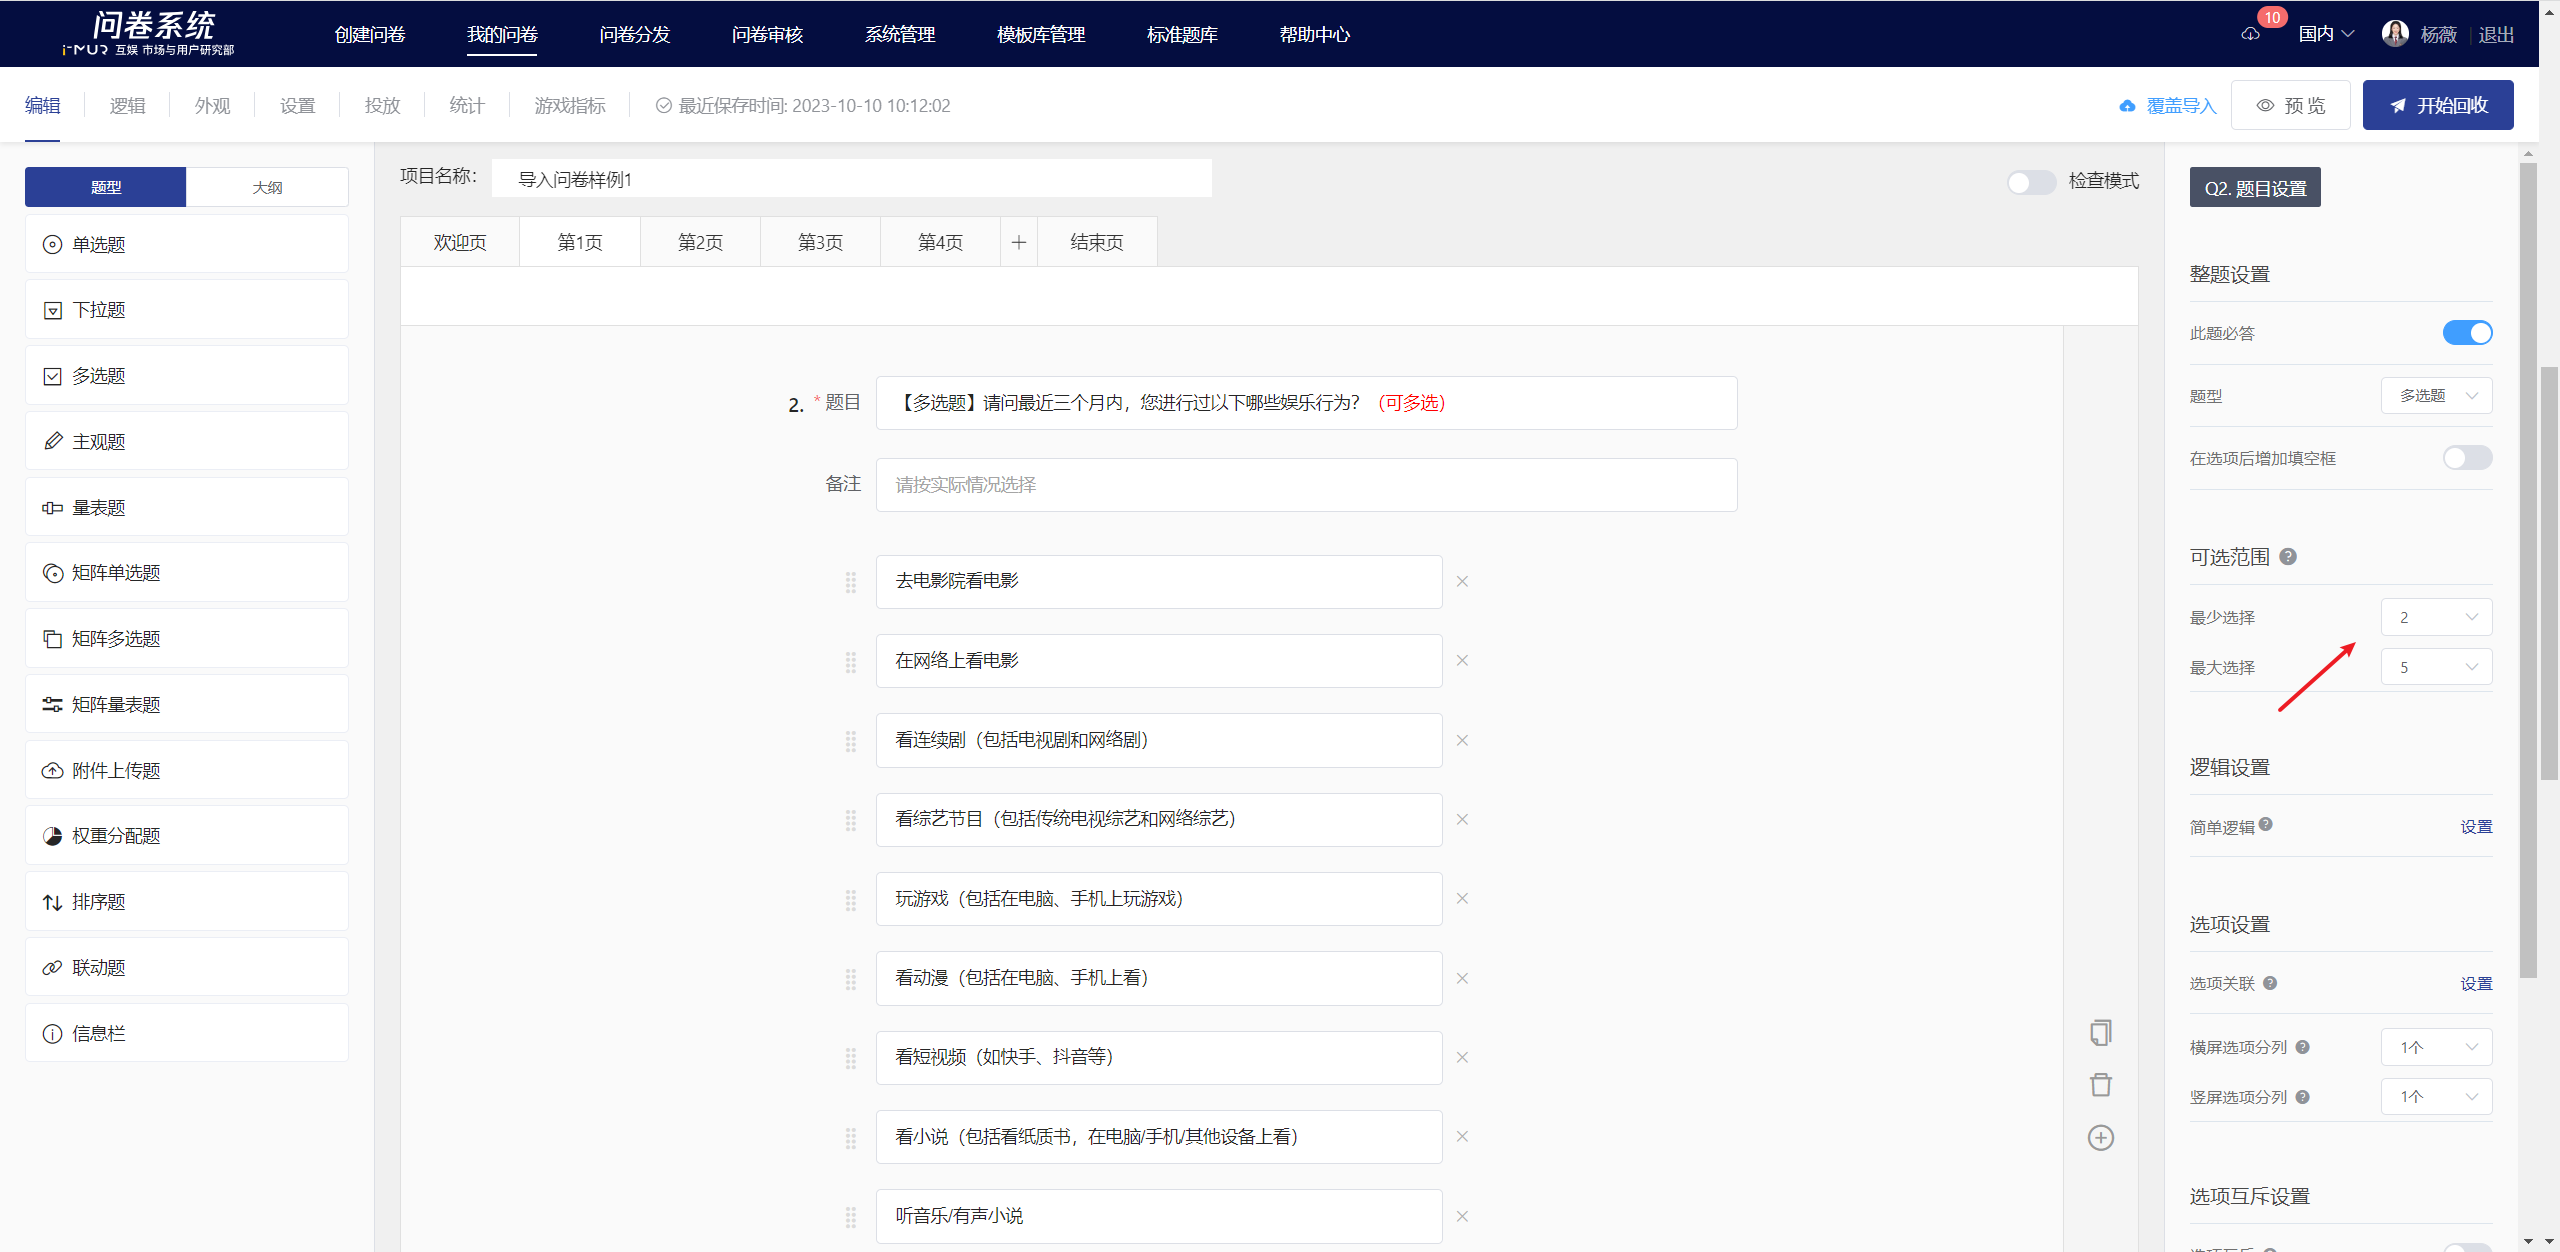 问卷系统
i-MUR 互娱 市场与用户研究部
创建问卷
我的问卷
问卷分发
问卷审核
系统管理
模板库管理
标准题库
帮助中心
10
国内
杨薇
退出
编辑
逻辑
外观
设置
投放
统计
游戏指标
最近保存时间: 2023-10-10 10:12:02
覆盖导入
预 览
开始回收
题型
大纲
单选题
下拉题
多选题
主观题
量表题
矩阵单选题
矩阵多选题
矩阵量表题
附件上传题
权重分配题
排序题
联动题
信息栏
项目名称:
导入问卷样例1
检查模式
欢迎页
第1页
第2页
第3页
第4页
结束页
2. * 题目
【多选题】请问最近三个月内，您进行过以下哪些娱乐行为？（可多选）
备注
请按实际情况选择
去电影院看电影
在网络上看电影
看连续剧（包括电视剧和网络剧）
看综艺节目（包括传统电视综艺和网络综艺）
玩游戏（包括在电脑、手机上玩游戏）
看动漫（包括在电脑、手机上看）
看短视频（如快手、抖音等）
看小说（包括看纸质书，在电脑/手机/其他设备上看）
听音乐/有声小说
Q2. 题目设置
整题设置
此题必答
题型
多选题
在选项后增加填空框
可选范围
最少选择
2
最大选择
5
逻辑设置
简单逻辑
设置
选项设置
选项关联
设置
横屏选项分列
1个
竖屏选项分列
1个
选项互斥设置